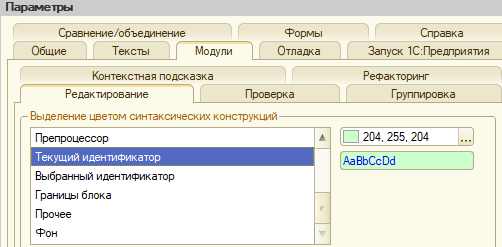 Параметры
Сравнение/объединение Формы Справка
Общие Тексты Модули Отладка Запуск 1С:Предприятия
Контекстная подсказка Рефакторинг
Редактирование Проверка Группировка
Выделение цветом синтаксических конструкций
Препроцессор
Текущий идентификатор
Выбранный идентификатор
Границы блока
Прочее
Фон
204, 255, 204 ...
AaBbCcDd